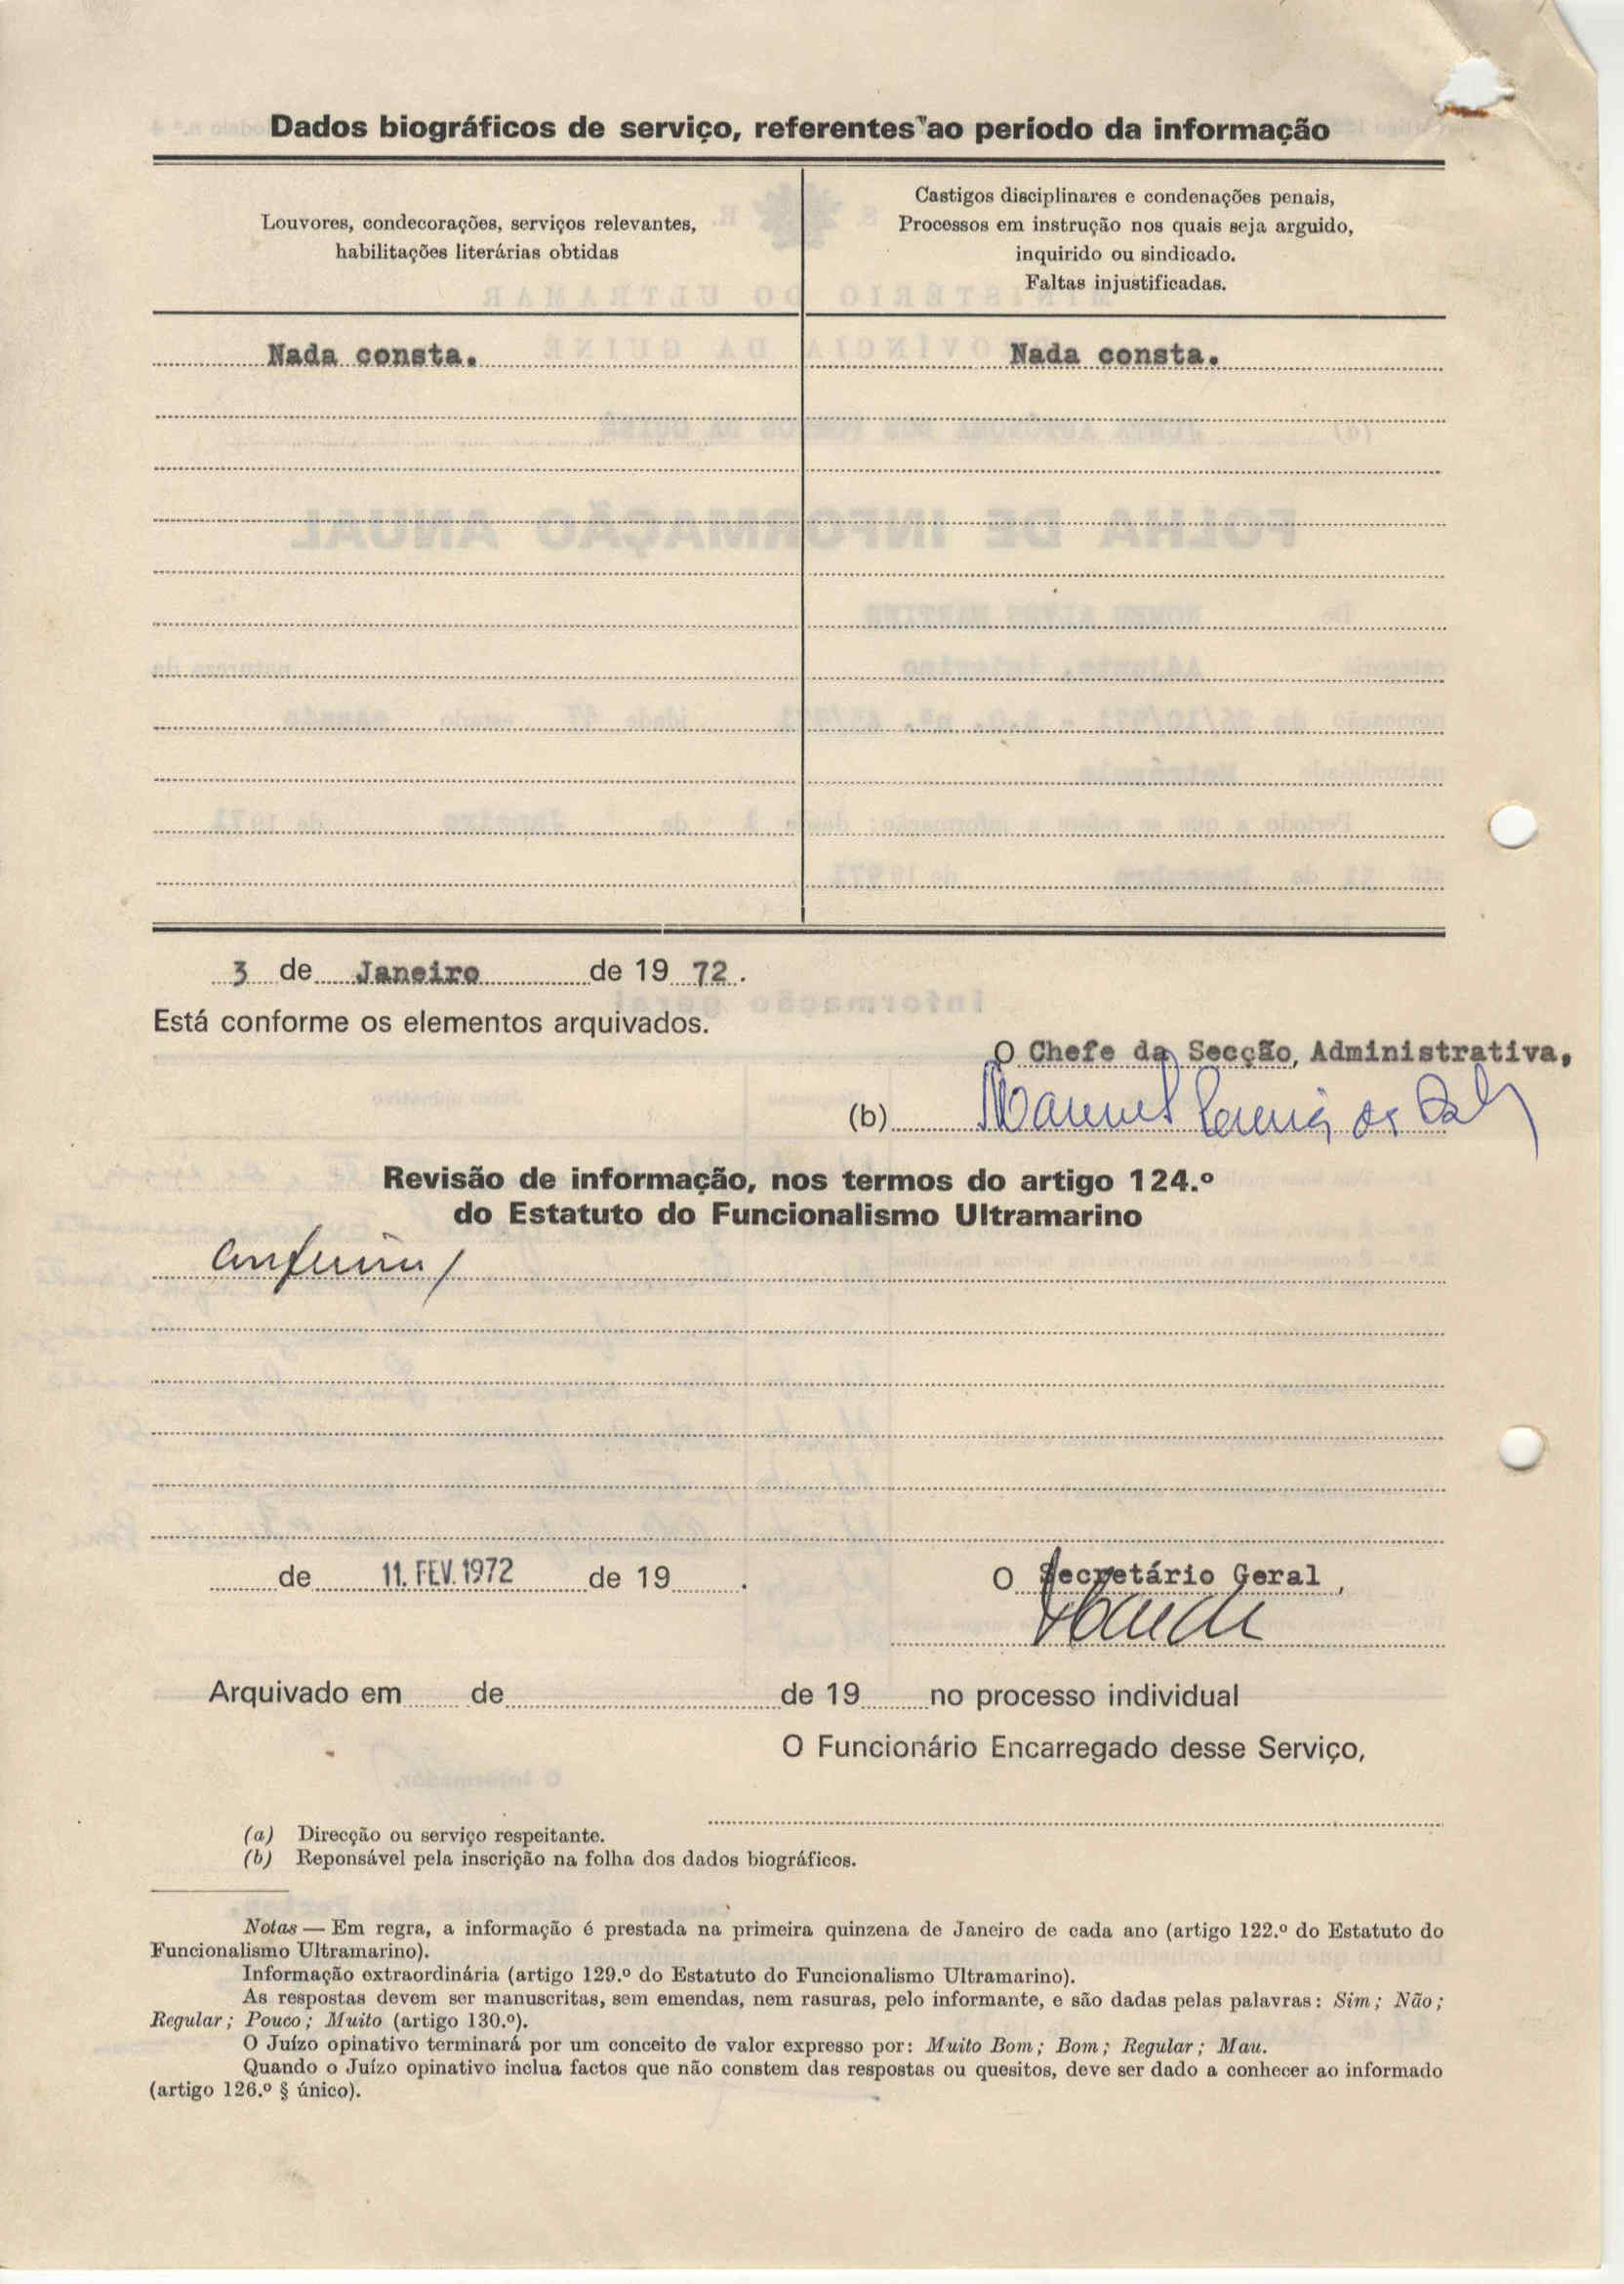 Dados biográficos de serviço, referentes ao periodo da informação
Louvores, condecorações, serviços relevantes,
habilitações literárias obtidas
Castigos disciplinares e condenações penais,
Processos em instrução nos quais seja arguido,
inquirido ou sindicado.
Faltas injustificadas.
Nada consta.
Nada consta.
3 de Janeiro de 19 72.
Está conforme os elementos arquivados.
O Chefe da Secção, Administrativa,
(b) Manuel
Revisão de informação, nos termos do artigo 124.º
do Estatuto do Funcionalismo Ultramarino
de 11. FEV. 1972 de 19 .
O Secretário Geral,
Arquivado em de de 19 no processo individual
O Funcionário Encarregado desse Serviço,
(a) Direcção ou serviço respeitante.
(b) Reponsável pela inscrição na folha dos dados biográficos.
Notas — Em regra, a informação é prestada na primeira quinzena de Janeiro de cada ano (artigo 122.º do Estatuto do
Funcionalismo Ultramarino).
Informação extraordinária (artigo 129.º do Estatuto do Funcionalismo Ultramarino).
As respostas devem ser manuscritas, sem emendas, nem rasuras, pelo informante, e são dadas pelas palavras: Sim; Não;
Regular; Pouco; Muito (artigo 130.º).
O Juízo opinativo terminará por um conceito de valor expresso por: Muito Bom; Bom; Regular; Mau.
Quando o Juízo opinativo inclua factos que não constem das respostas ou quesitos, deve ser dado a conhecer ao informado
(artigo 126.º § único).